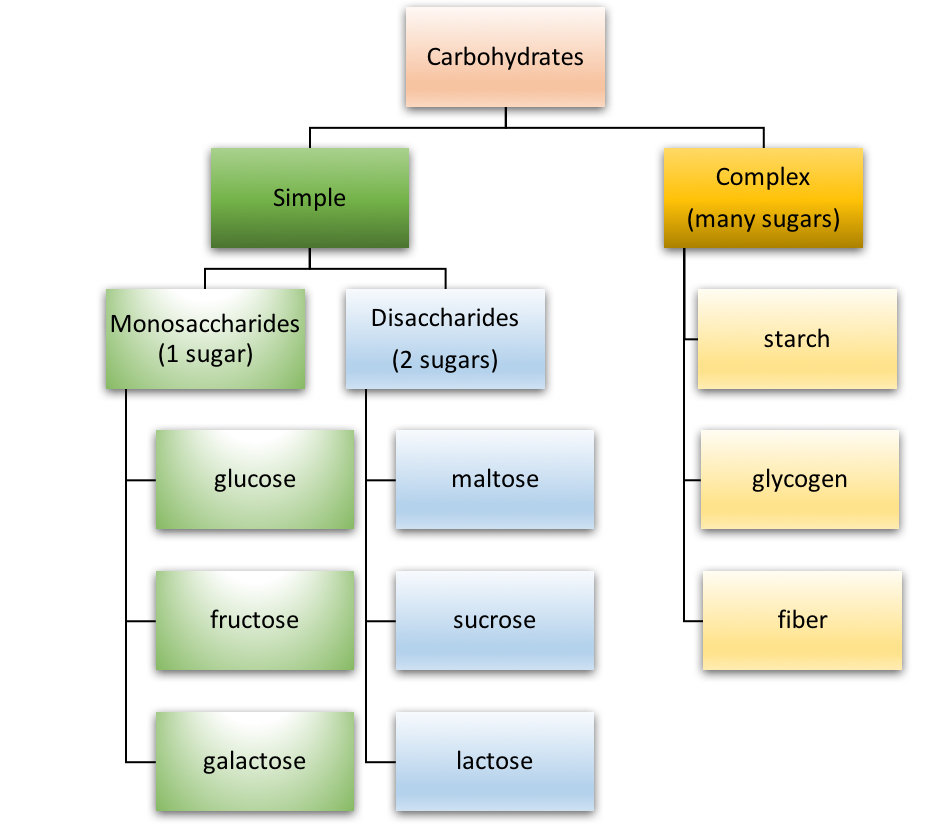 Carbohydrates
Simple
Complex
(many sugars)
Monosaccharides
(1 sugar)
Disaccharides
(2 sugars)
starch
glucose
maltose
glycogen
fructose
sucrose
fiber
galactose
lactose